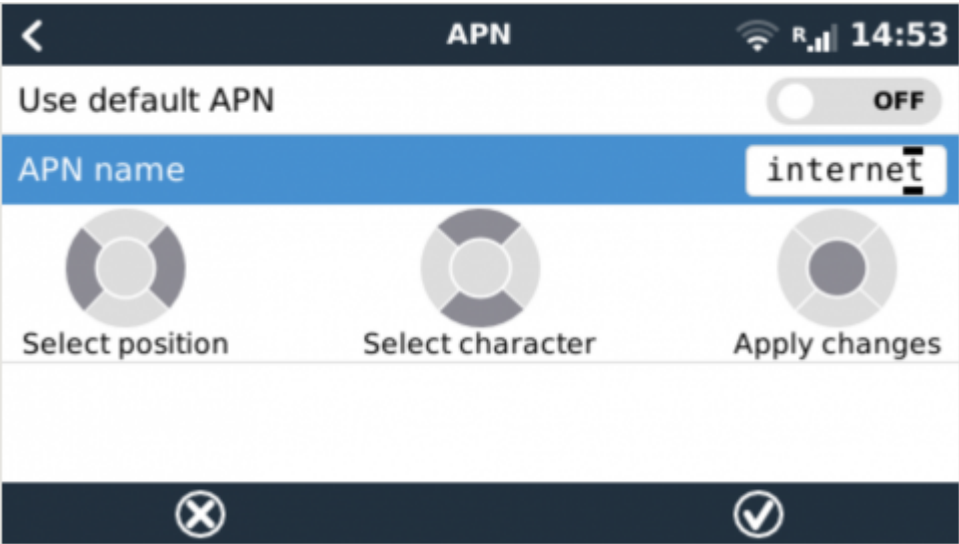 APN R 14:53
Use default APN OFF
APN name internet
Select position Select character Apply changes